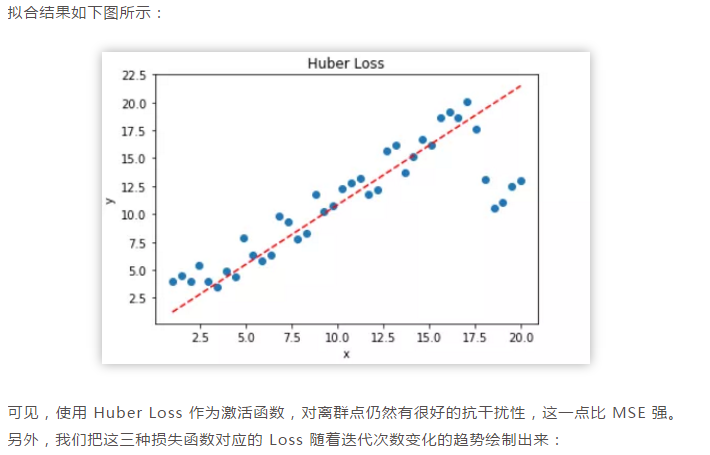 拟合结果如下图所示：
Huber Loss
22.5
20.0
17.5
15.0
12.5
10.0
7.5
5.0
2.5
y
2.5 5.0 7.5 10.0 12.5 15.0 17.5 20.0
x
可见，使用 Huber Loss 作为激活函数，对离群点仍然有很好的抗干扰性，这一点比 MSE 强。
另外，我们把这三种损失函数对应的 Loss 随着迭代次数变化的趋势绘制出来：